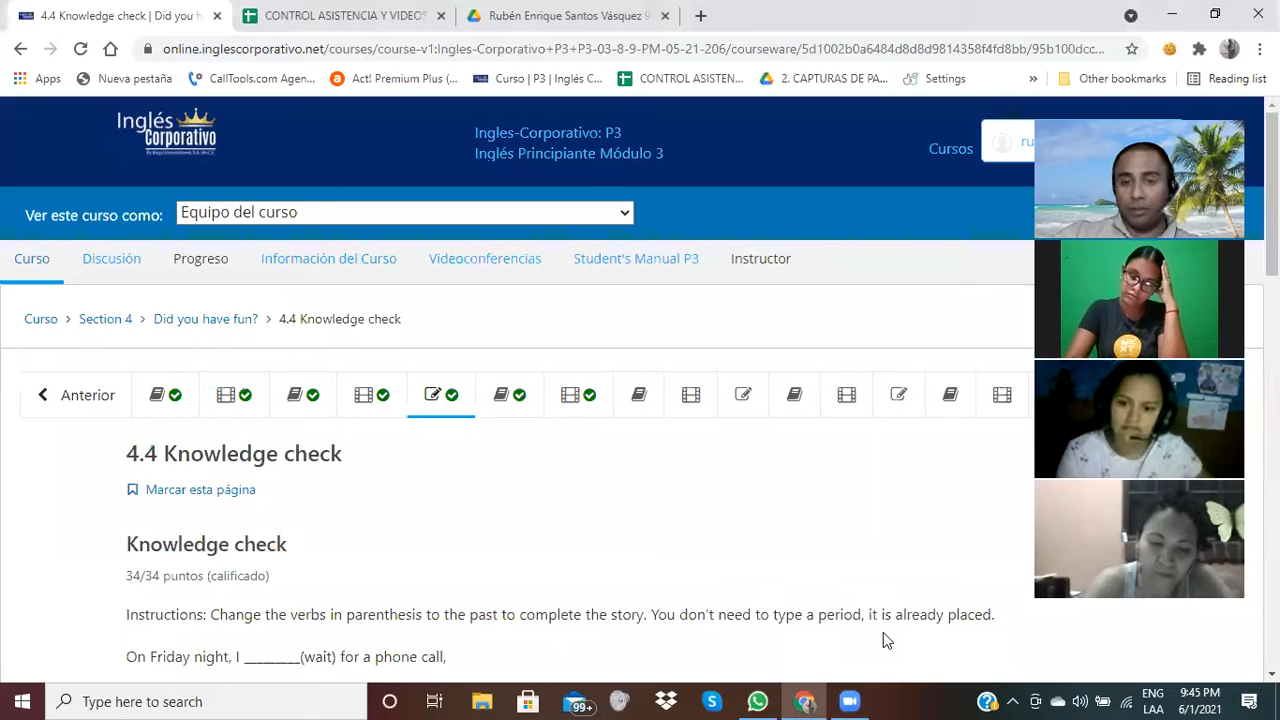 4.4 Knowledge check | Did you h
CONTROL ASISTENCIA Y VIDEOS
Rubén Enrique Santos Vásquez 9
online.inglescorporativo.net/courses/course-v1:Ingles-Corporativo+P3+P3-03-8-9-PM-05-21-206/courseware/5d1002b0a6484d8d8d9814358f4fd8bb/95b100dcc...
Apps
Nueva pestaña
CallTools.com Agen...
Act! Premium Plus (...
Curso | P3 | Inglés C...
CONTROL ASISTEN...
2. CAPTURAS DE PA...
Settings
»
Other bookmarks
Reading list
Inglés
Corporativo
Ingles-Corporativo: P3
Inglés Principiante Módulo 3
Cursos
ru
Ver este curso como:
Equipo del curso
Curso
Discusión
Progreso
Información del Curso
Videoconferencias
Student's Manual P3
Instructor
Curso > Section 4 > Did you have fun? > 4.4 Knowledge check
Anterior
4.4 Knowledge check
Marcar esta página
Knowledge check
34/34 puntos (calificado)
Instructions: Change the verbs in parenthesis to the past to complete the story. You don't need to type a period, it is already placed.
On Friday night, I _________(wait) for a phone call,
Type here to search
99+
ENG
LAA
9:45 PM
6/1/2021